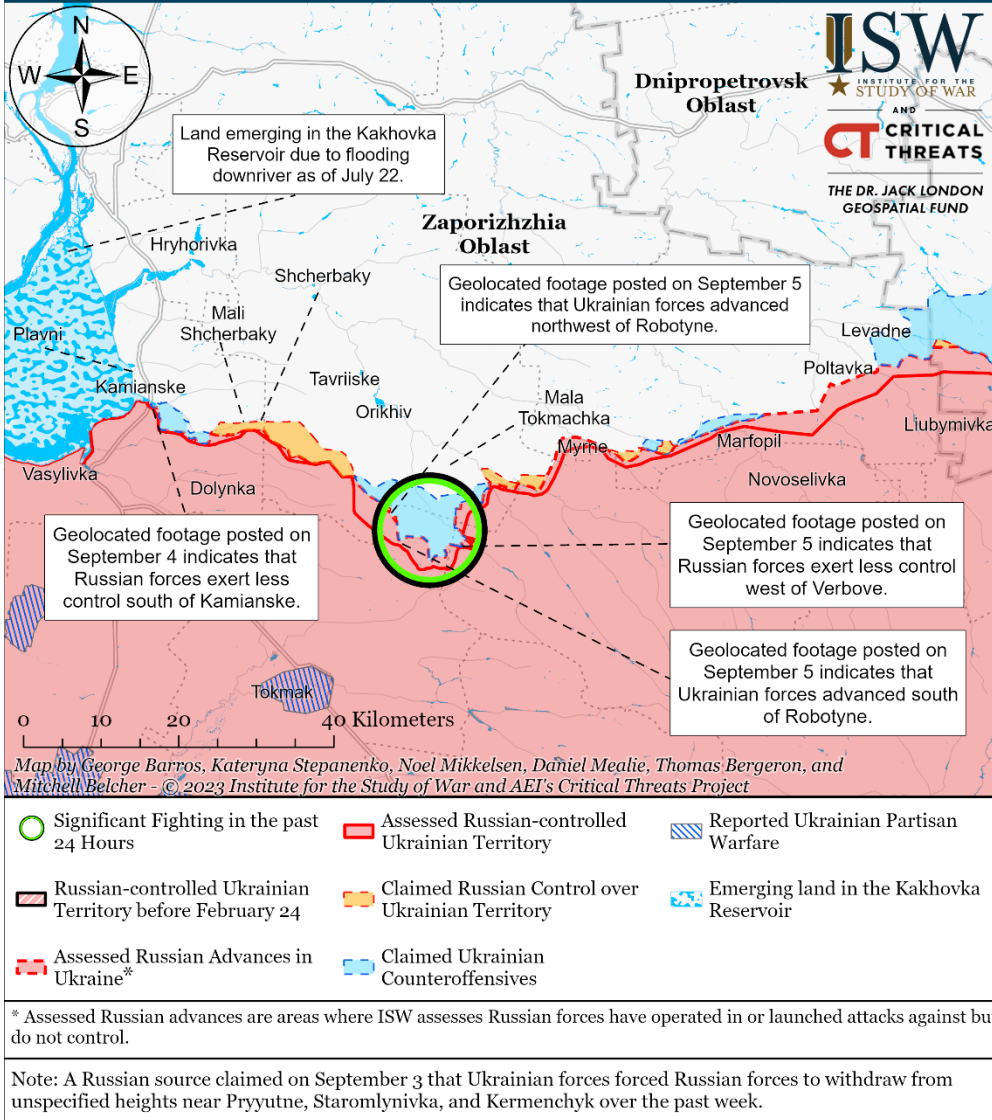 N
W
E
S
ISW
INSTITUTE FOR THE
STUDY OF WAR
AND
CT CRITICAL
THREATS
THE DR. JACK LONDON
GEOSPATIAL FUND
Dnipropetrovsk
Oblast
Land emerging in the Kakhovka
Reservoir due to flooding
downriver as of July 22.
Zaporizhzhia
Oblast
Hryhorivka
Shcherbaky
Geolocated footage posted on September 5
indicates that Ukrainian forces advanced
northwest of Robotyne.
Mali
Shcherbaky
Plavni
Levadne
Kamianske
Tavriiske
Orikhiv
Mala
Tokmachka
Poltavka
Myrne
Marfopil
Liubymivka
Vasylivka
Dolynka
Novoselivka
Geolocated footage posted on
September 4 indicates that
Russian forces exert less
control south of Kamianske.
Geolocated footage posted on
September 5 indicates that
Russian forces exert less control
west of Verbove.
Geolocated footage posted on
September 5 indicates that
Ukrainian forces advanced south
of Robotyne.
Tokmak
0 10 20 40 Kilometers
Map by George Barros, Kateryna Stepanenko, Noel Mikkelsen, Daniel Mealie, Thomas Bergeron, and
Mitchell Belcher - © 2023 Institute for the Study of War and AEI's Critical Threats Project
Significant Fighting in the past
24 Hours
Russian-controlled Ukrainian
Territory before February 24
Assessed Russian Advances in
Ukraine*
Assessed Russian-controlled
Ukrainian Territory
Claimed Russian Control over
Ukrainian Territory
Claimed Ukrainian
Counteroffensives
Reported Ukrainian Partisan
Warfare
Emerging land in the Kakhovka
Reservoir
* Assessed Russian advances are areas where ISW assesses Russian forces have operated in or launched attacks against bu
do not control.
Note: A Russian source claimed on September 3 that Ukrainian forces forced Russian forces to withdraw from
unspecified heights near Pryyutne, Staromlynivka, and Kermenchyk over the past week.